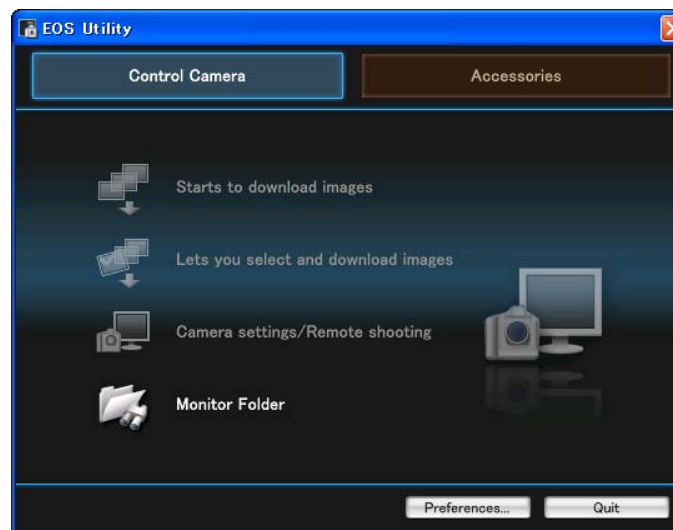 EOS Utility
Control Camera
Accessories
Starts to download images
Lets you select and download images
Camera settings/Remote shooting
Monitor Folder
Preferences...
Quit